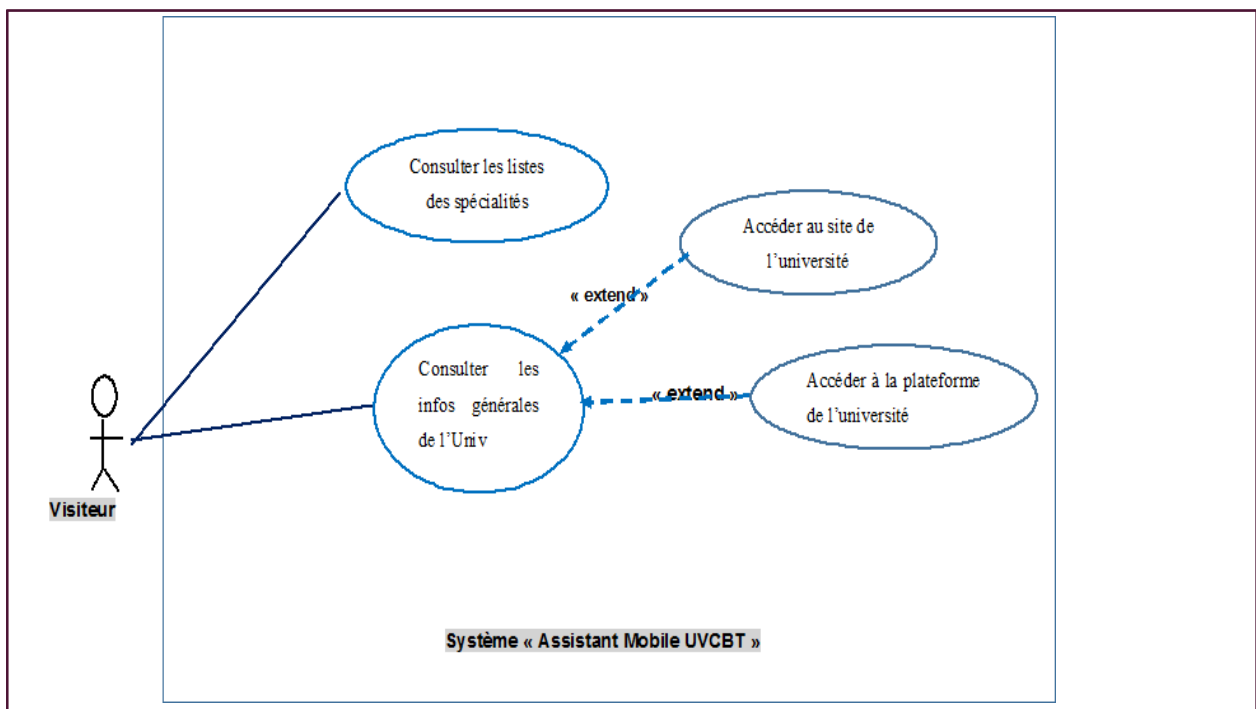 Consulter les listes
des spécialités
Accéder au site de
l'université
« extend »
Consulter les
infos générales
de l'Univ
« extend »
Accéder à la plateforme
de l'université
Visiteur
Système « Assistant Mobile UVCBT »